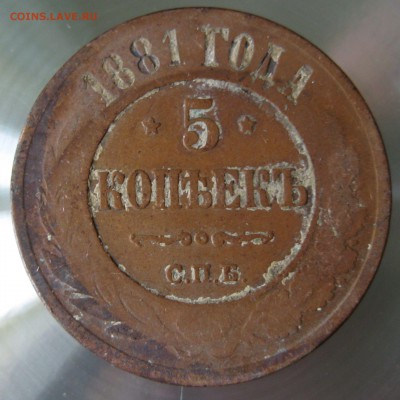 COINS.LAVE.RU
1881 ГОДА
5
КОПѢЕКЪ
С.П.Б.